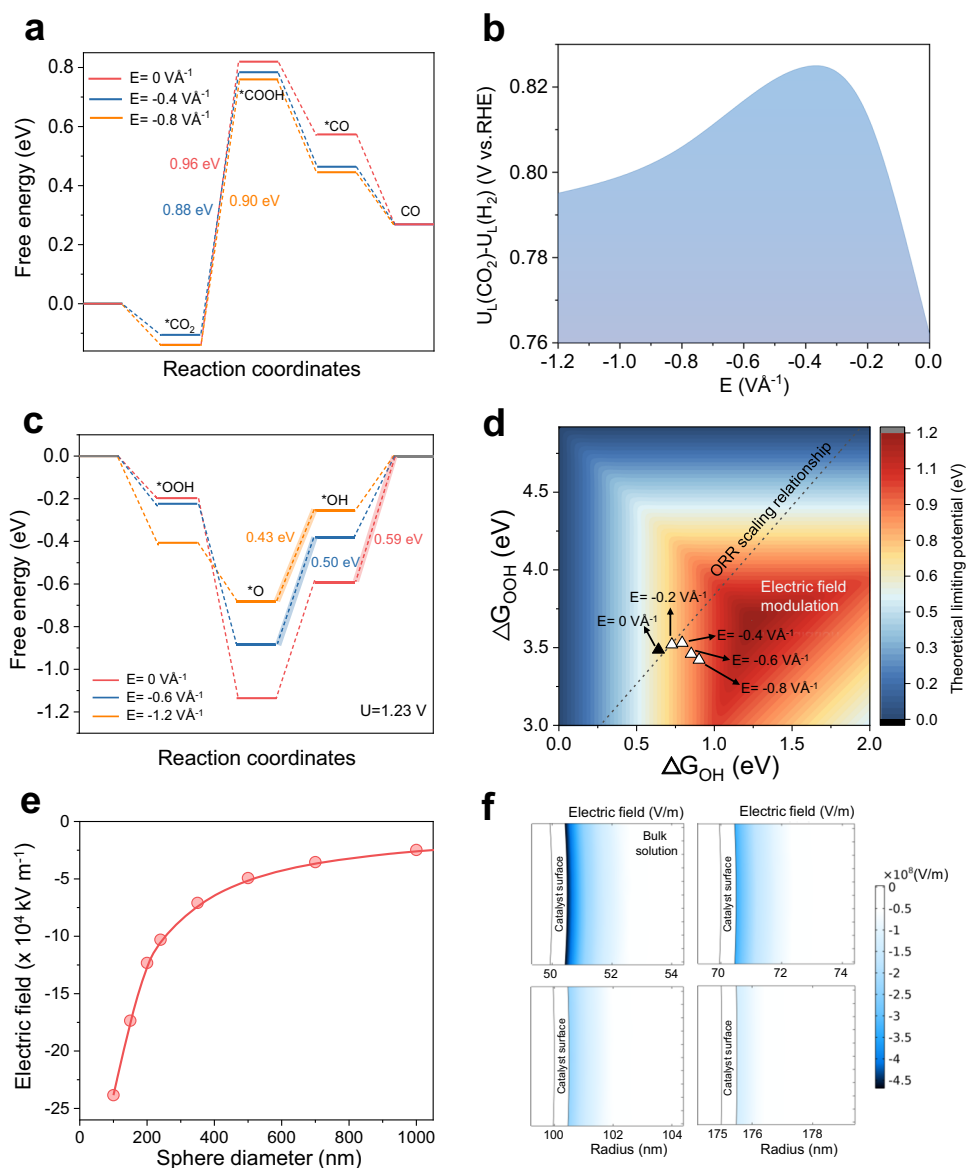 a
E= 0 VÅ⁻¹
E= -0.4 VÅ⁻¹
E= -0.8 VÅ⁻¹
*COOH
*CO
0.96 eV
0.88 eV
0.90 eV
CO
*CO₂
0.8
0.6
0.4
0.2
0.0
Free energy (eV)
Reaction coordinates
b
0.82
0.80
0.78
0.76
U_L(CO₂)-U_L(H₂) (V vs.RHE)
-1.2 -1.0 -0.8 -0.6 -0.4 -0.2 0.0
E (VÅ⁻¹)
c
0.0
-0.2
-0.4
-0.6
-0.8
-1.0
-1.2
Free energy (eV)
*OOH
*OH
0.43 eV
0.59 eV
*O
0.50 eV
E= 0 VÅ⁻¹
E= -0.6 VÅ⁻¹
E= -1.2 VÅ⁻¹
U=1.23 V
Reaction coordinates
d
4.5
4.0
3.5
3.0
△G_OOH (eV)
ORR scaling relationship
Electric field
modulation
E= -0.2 VÅ⁻¹
E= 0 VÅ⁻¹
E= -0.4 VÅ⁻¹
E= -0.6 VÅ⁻¹
E= -0.8 VÅ⁻¹
0.0 0.5 1.0 1.5 2.0
△G_OH (eV)
1.2
1.1
1.0
0.8
0.7
0.6
0.5
0.3
0.2
0.1
0.0
Theoretical limiting potential (eV)
e
0
-5
-10
-15
-20
-25
Electric field (x 10⁴ kV m⁻¹)
0 200 400 600 800 1000
Sphere diameter (nm)
f
Electric field (V/m)
Electric field (V/m)
Bulk
solution
Catalyst surface
Catalyst surface
50 52 54
70 72 74
Catalyst surface
Catalyst surface
100 102 104
175 176 178
Radius (nm)
Radius (nm)
×10⁸(V/m)
0
-0.5
-1
-1.5
-2
-2.5
-3
-3.5
-4
-4.5